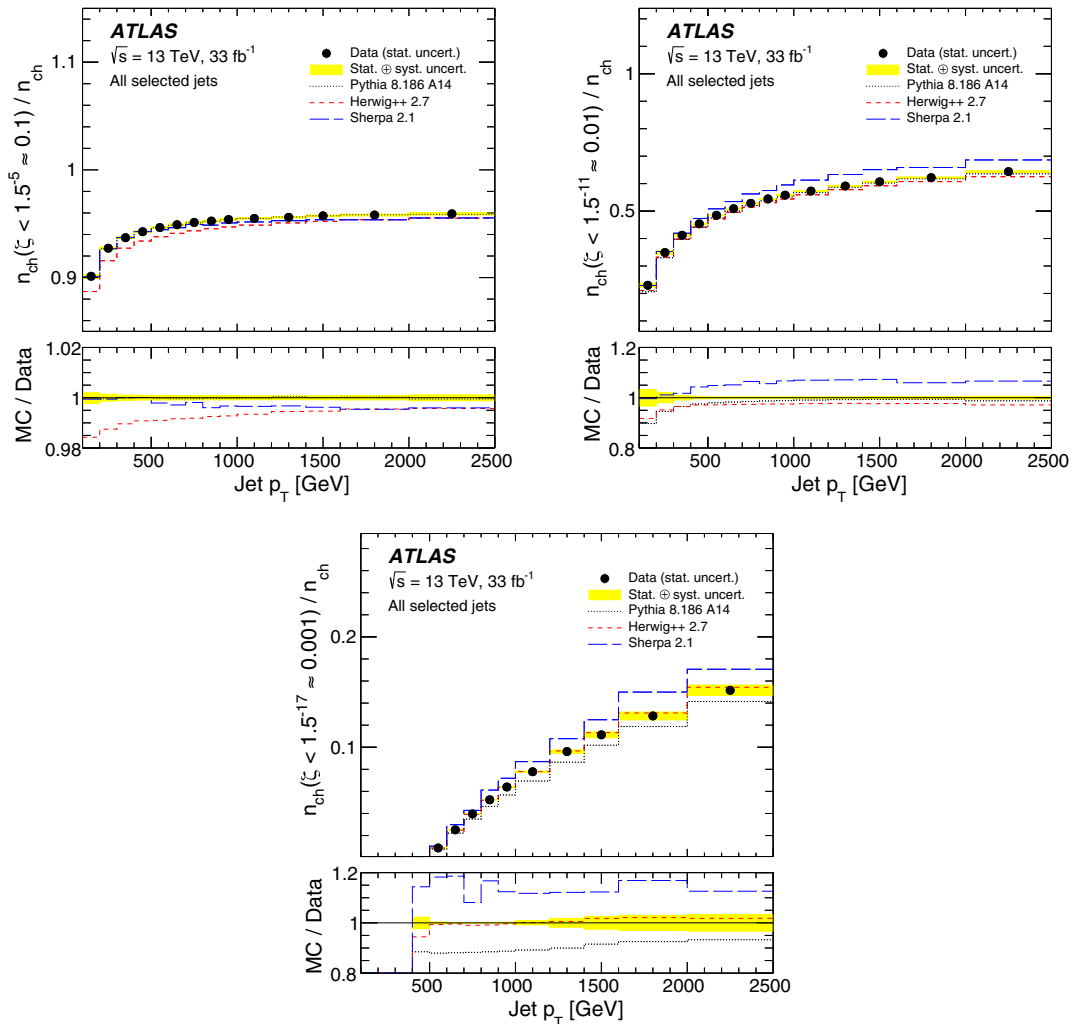 ATLAS
√s = 13 TeV, 33 fb⁻¹
All selected jets
Data (stat. uncert.)
Stat. ⊕ syst. uncert.
Pythia 8.186 A14
Herwig++ 2.7
Sherpa 2.1
n_ch(ζ < 1.5⁻⁵ ≈ 0.1) / n_ch
1.1
1
0.9
MC / Data
1.02
1
0.98
500 1000 1500 2000 2500
Jet p_T [GeV]
ATLAS
√s = 13 TeV, 33 fb⁻¹
All selected jets
Data (stat. uncert.)
Stat. ⊕ syst. uncert.
Pythia 8.186 A14
Herwig++ 2.7
Sherpa 2.1
n_ch(ζ < 1.5⁻¹¹ ≈ 0.01) / n_ch
1
0.5
MC / Data
1.2
1
0.8
500 1000 1500 2000 2500
Jet p_T [GeV]
ATLAS
√s = 13 TeV, 33 fb⁻¹
All selected jets
Data (stat. uncert.)
Stat. ⊕ syst. uncert.
Pythia 8.186 A14
Herwig++ 2.7
Sherpa 2.1
n_ch(ζ < 1.5⁻¹⁷ ≈ 0.001) / n_ch
0.2
0.1
MC / Data
1.2
1
0.8
500 1000 1500 2000 2500
Jet p_T [GeV]